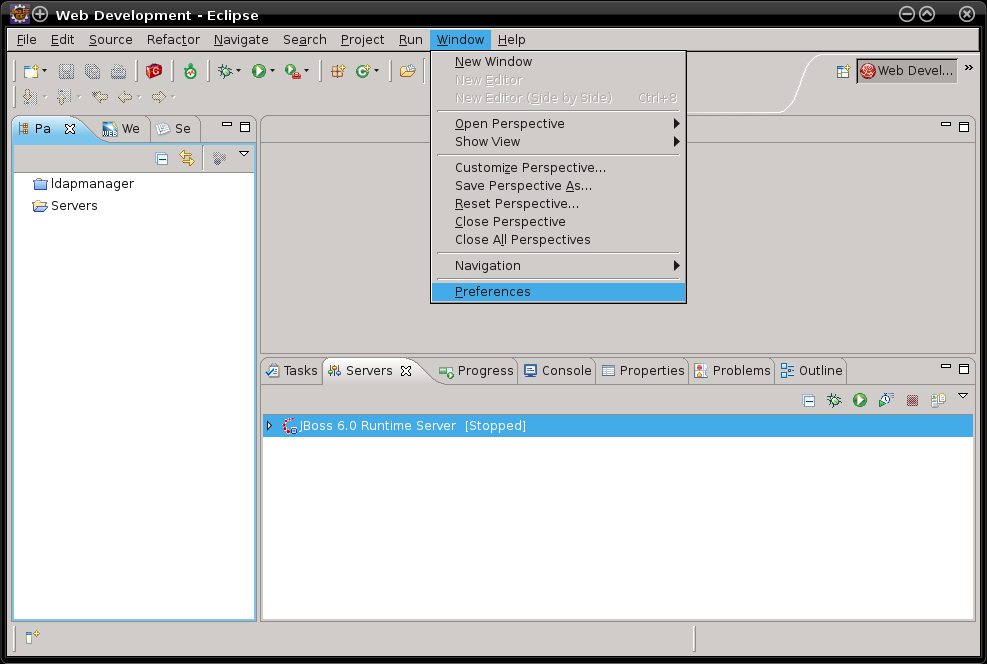 Web Development - Eclipse
File Edit Source Refactor Navigate Search Project Run Window Help
New Window
New Editor
New Editor (Side by Side) Ctrl+8
Open Perspective
Show View
Customize Perspective...
Save Perspective As...
Reset Perspective...
Close Perspective
Close All Perspectives
Navigation
Preferences
Web Devel... »
Pa We Se
ldapmanager
Servers
Tasks Servers Progress Console Properties Problems Outline
JBoss 6.0 Runtime Server [Stopped]